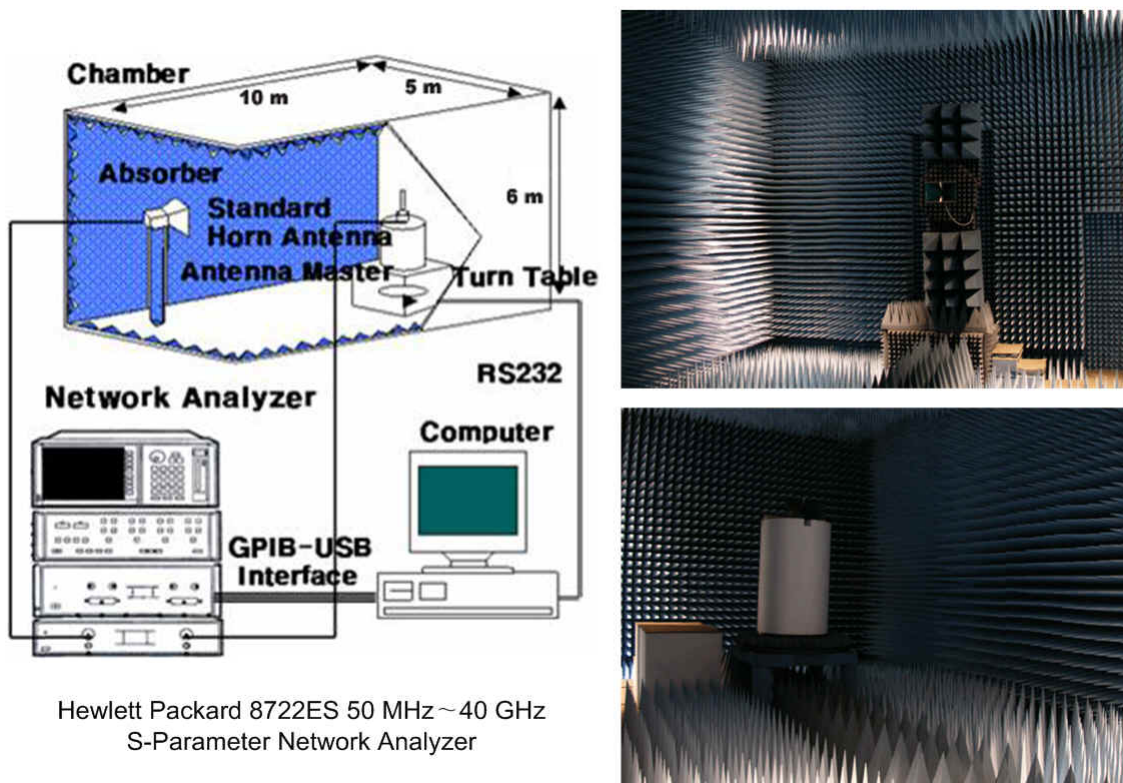 Chamber
10 m
5 m
6 m
Absorber
Standard
Horn Antenna
Antenna Master
Turn Table
RS232
Network Analyzer
Computer
GPIB-USB
Interface
Hewlett Packard 8722ES 50 MHz～40 GHz
S-Parameter Network Analyzer